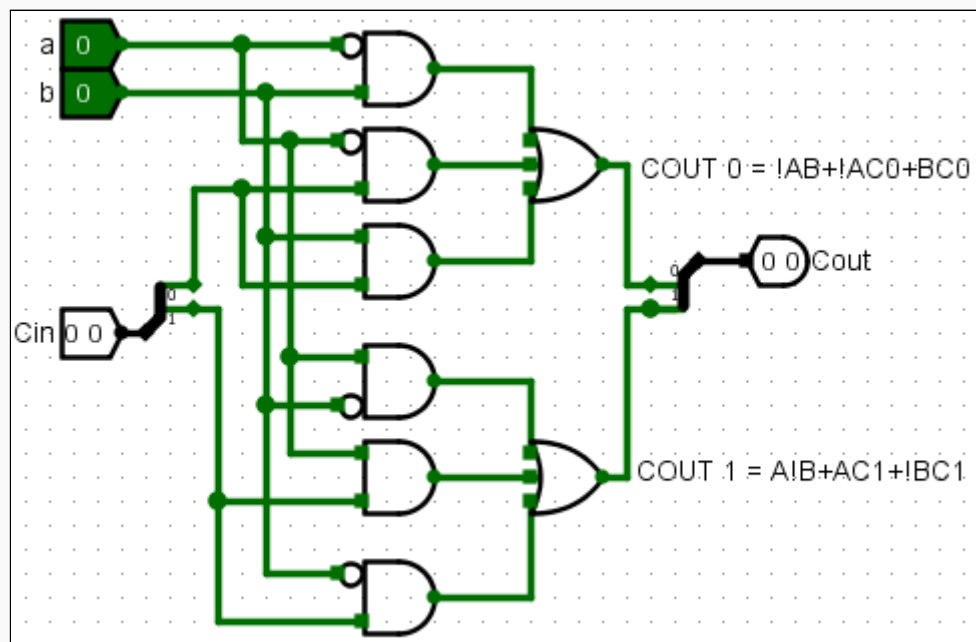 a 0
b 0
COUT 0 = !AB+!AC0+BC0
0
1
0 0 Cout
0
1
Cin 0 0
COUT 1 = A!B+AC1+!BC1